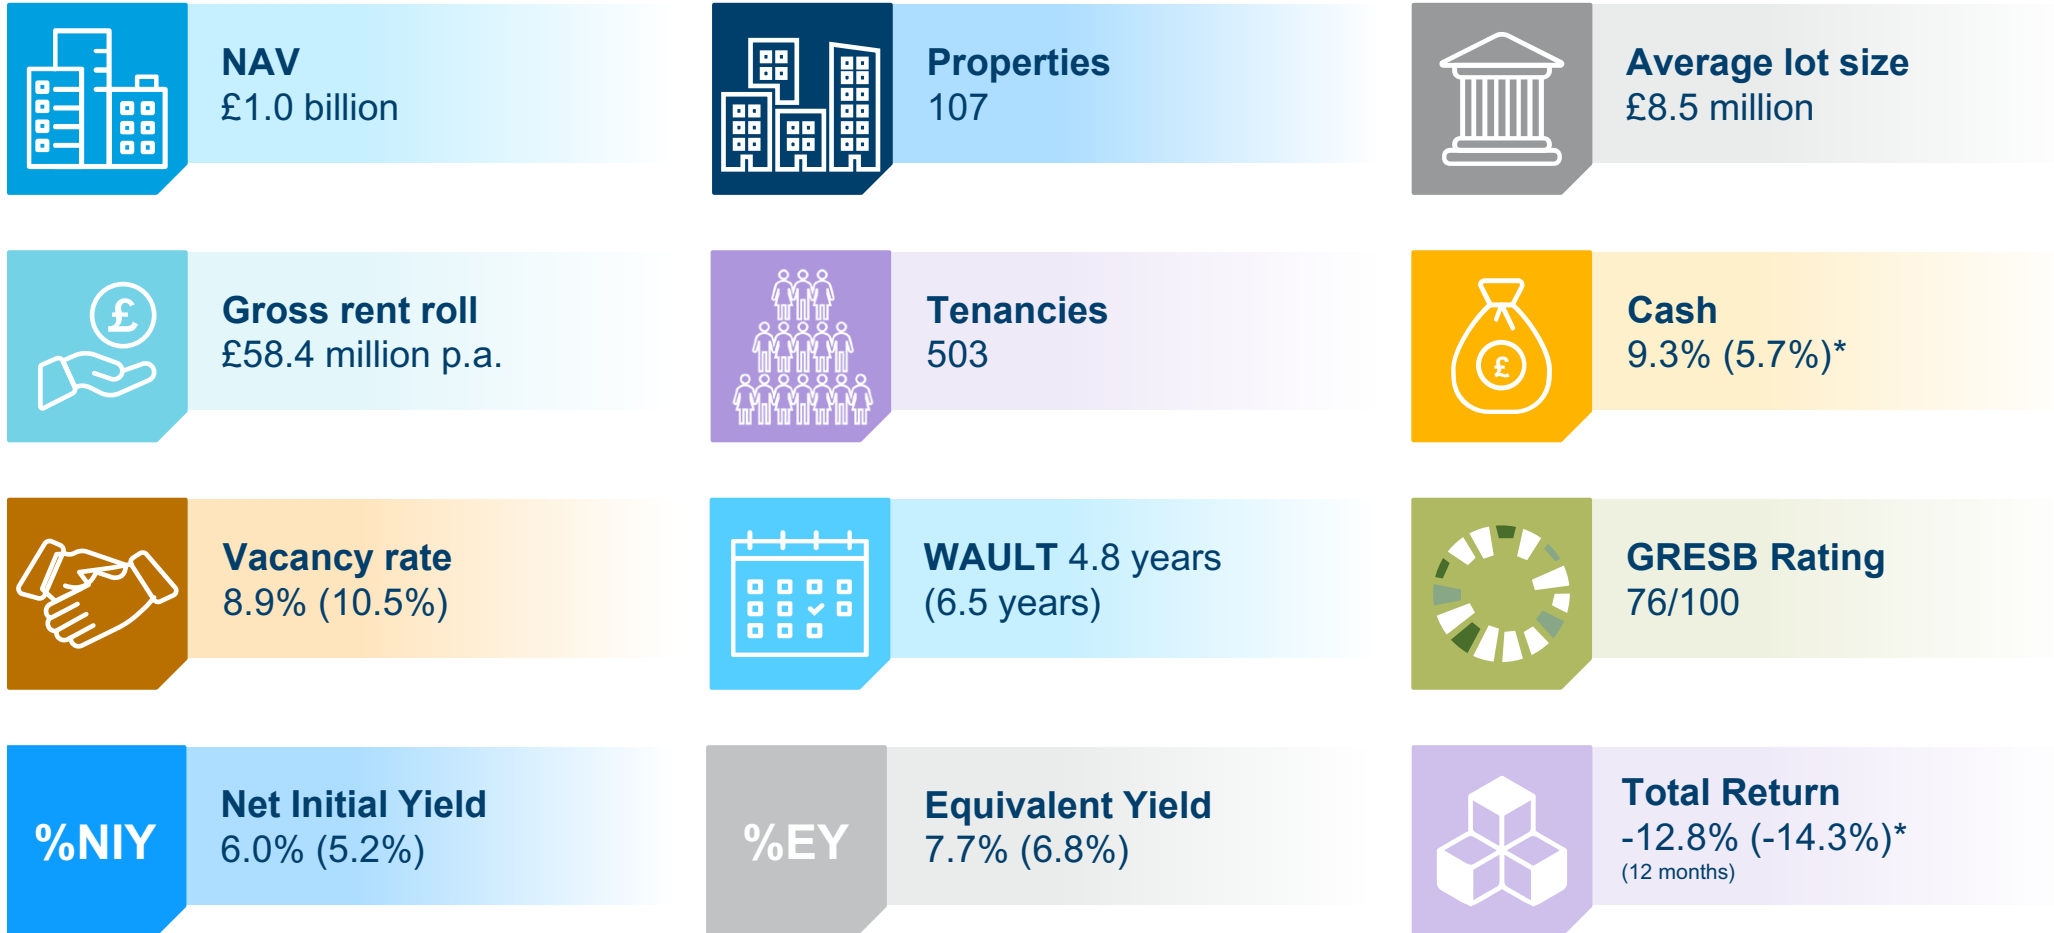 NAV
£1.0 billion
Properties
107
Average lot size
£8.5 million
£
Gross rent roll
£58.4 million p.a.
Tenancies
503
£
Cash
9.3% (5.7%)*
Vacancy rate
8.9% (10.5%)
WAULT 4.8 years
(6.5 years)
GRESB Rating
76/100
%NIY
Net Initial Yield
6.0% (5.2%)
%EY
Equivalent Yield
7.7% (6.8%)
Total Return
-12.8% (-14.3%)*
(12 months)